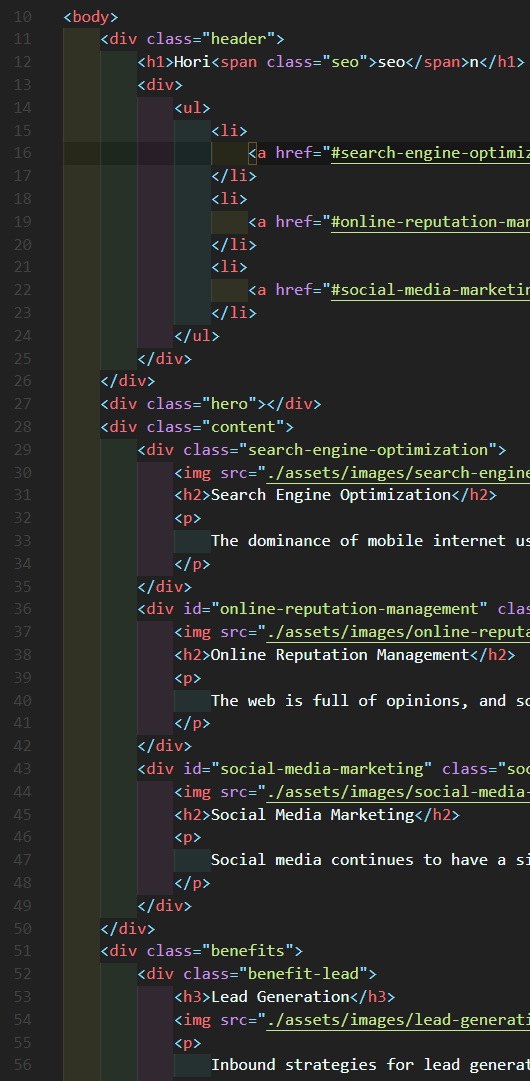 10 <body>
11 <div class="header">
12 <h1>Hori<span class="seo">seo</span>n</h1>
13 <div>
14 <ul>
15 <li>
16 <a href="#search-engine-optimiz
17 </li>
18 <li>
19 <a href="#online-reputation-mar
20 </li>
21 <li>
22 <a href="#social-media-marketin
23 </li>
24 </ul>
25 </div>
26 </div>
27 <div class="hero"></div>
28 <div class="content">
29 <div class="search-engine-optimization">
30 <img src="./assets/images/search-engine
31 <h2>Search Engine Optimization</h2>
32 <p>
33 The dominance of mobile internet us
34 </p>
35 </div>
36 <div id="online-reputation-management" clas
37 <img src="./assets/images/online-reputa
38 <h2>Online Reputation Management</h2>
39 <p>
40 The web is full of opinions, and so
41 </p>
42 </div>
43 <div id="social-media-marketing" class="soc
44 <img src="./assets/images/social-media-
45 <h2>Social Media Marketing</h2>
46 <p>
47 Social media continues to have a si
48 </p>
49 </div>
50 </div>
51 <div class="benefits">
52 <div class="benefit-lead">
53 <h3>Lead Generation</h3>
54 <img src="./assets/images/lead-generati
55 <p>
56 Inbound strategies for lead generat